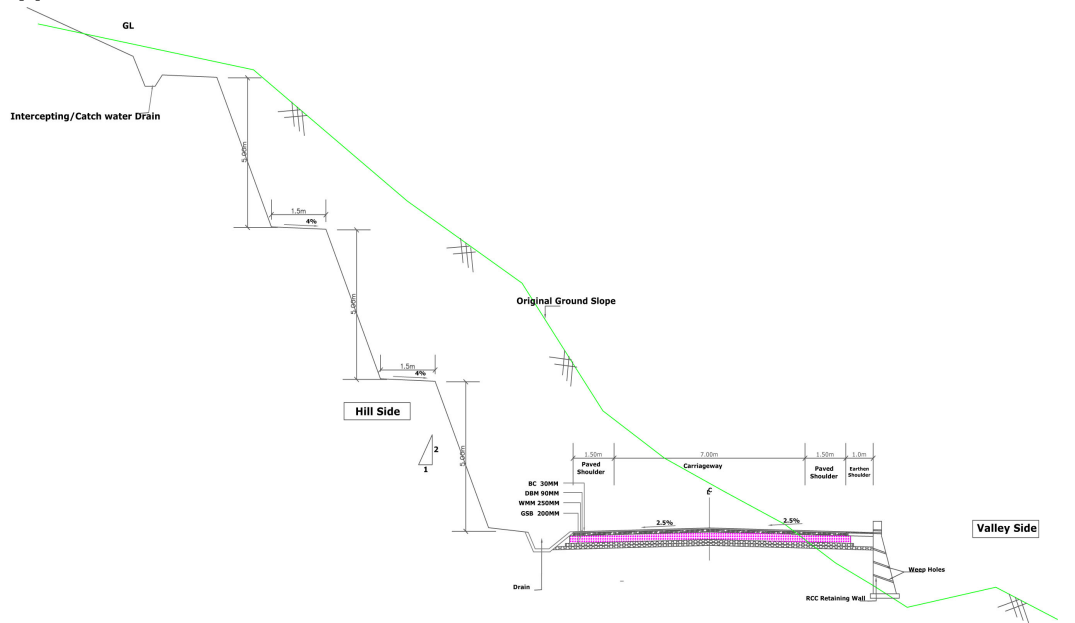 GL
Intercepting/Catch water Drain
5.00m
1.5m
4%
5.00m
Original Ground Slope
1.5m
4%
Hill Side
2
1
5.00m
1.50m
7.00m
1.50m
1.0m
Paved
Shoulder
Carriageway
Paved
Shoulder
Earthen
Shoulder
BC 30MM
DBM 90MM
WMM 250MM
GSB 200MM
2.5%
2.5%
Valley Side
Weep Holes
Drain
RCC Retaining Wall